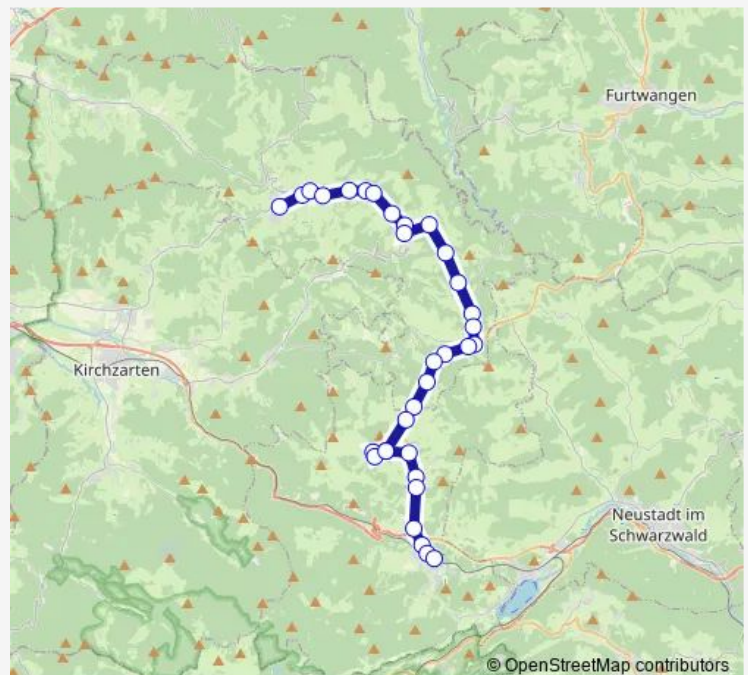 Furtwangen
Kirchzarten
Neustadt im
Schwarzwald
© OpenStreetMap contributors